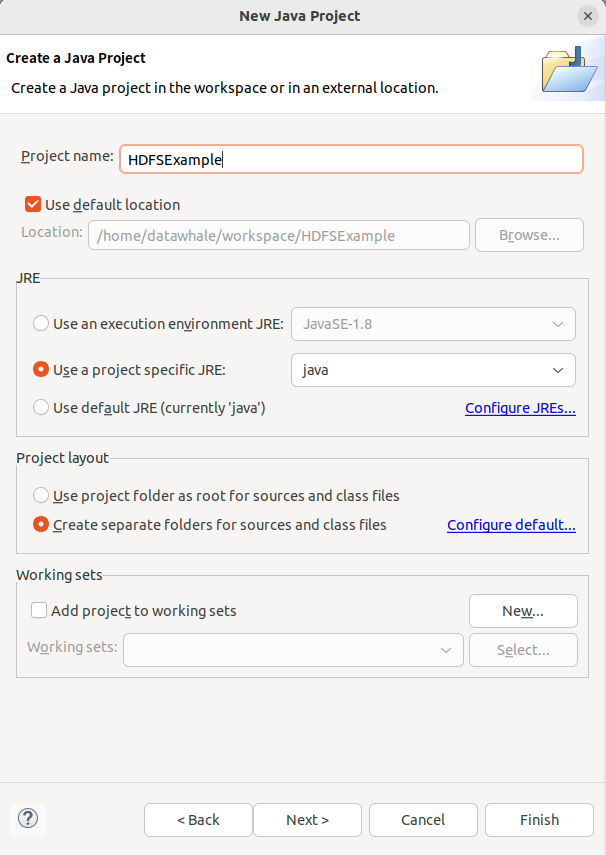 New Java Project
Create a Java Project
Create a Java project in the workspace or in an external location.
Project name: HDFSExample
Use default location
Location: /home/datawhale/workspace/HDFSExample Browse...
JRE
Use an execution environment JRE: JavaSE-1.8
Use a project specific JRE: java
Use default JRE (currently 'java') Configure JREs...
Project layout
Use project folder as root for sources and class files
Create separate folders for sources and class files Configure default...
Working sets
Add project to working sets New...
Working sets: Select...
? < Back Next > Cancel Finish